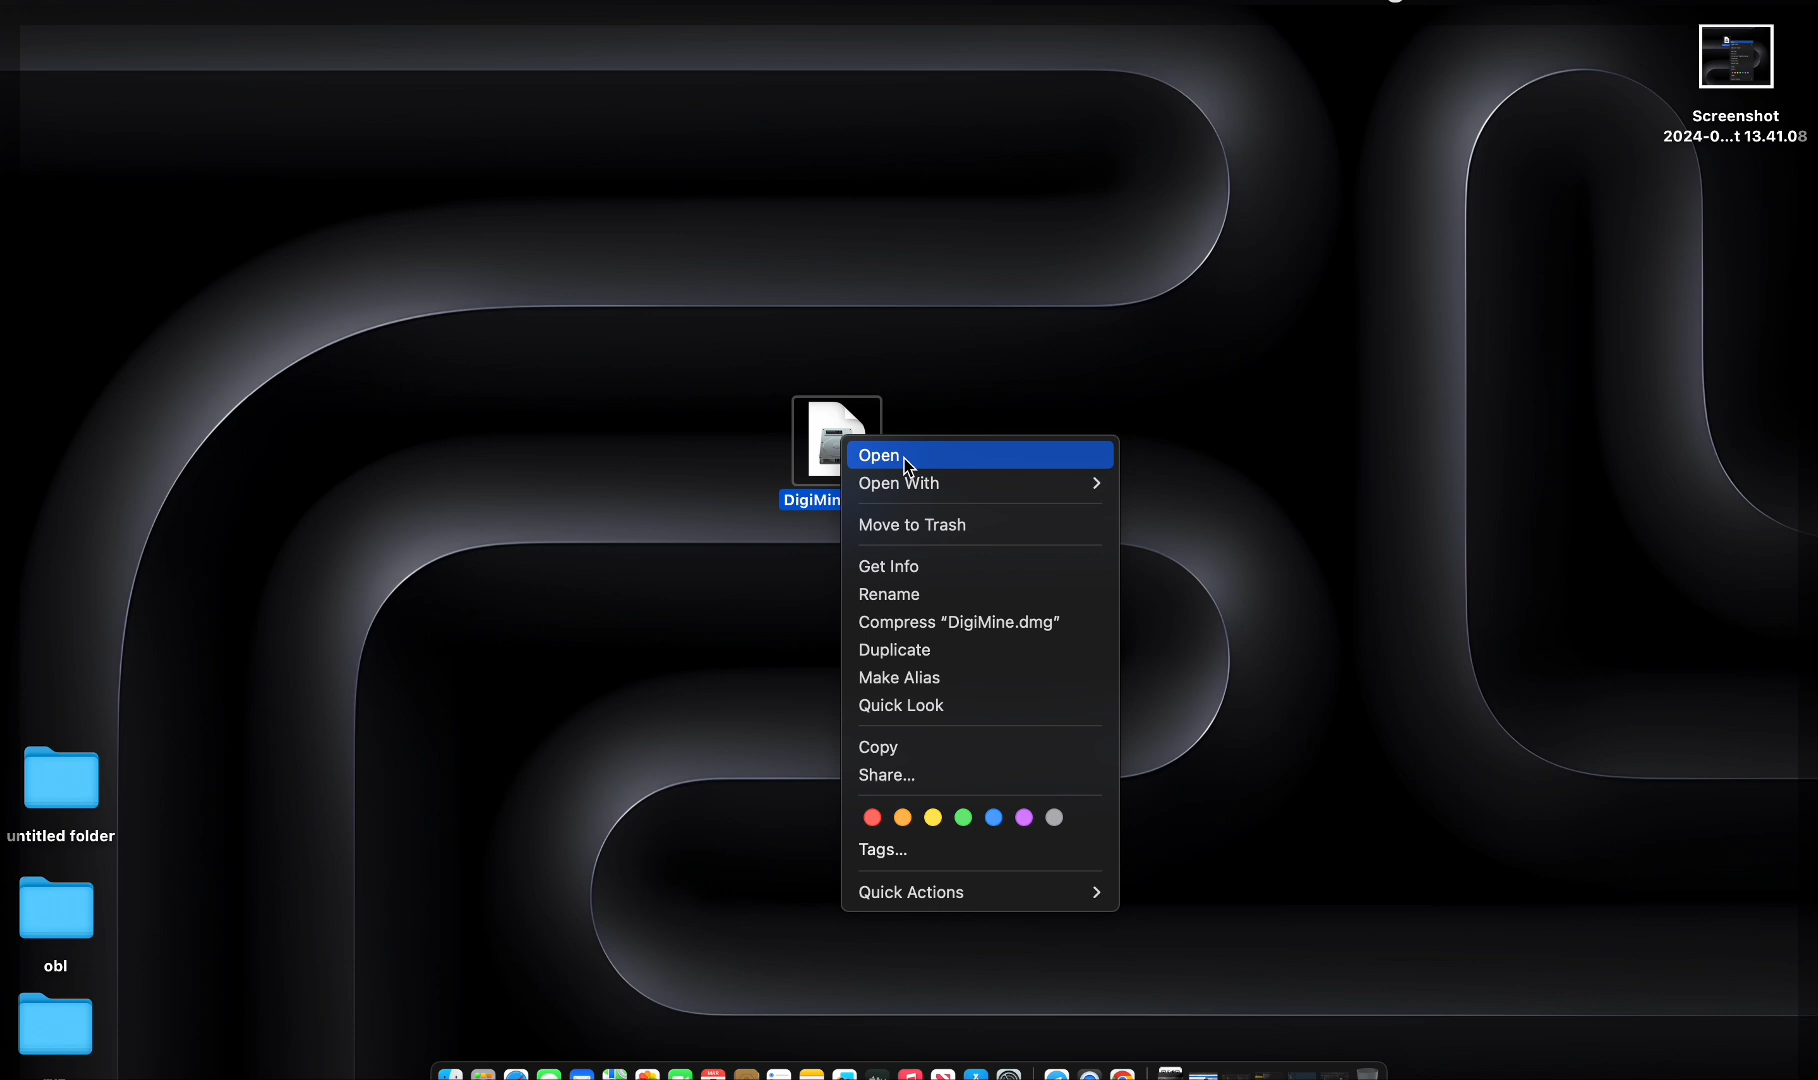 Screenshot
2024-0...t 13.41.08
Open
Open With
DigiMin
Move to Trash
Get Info
Rename
Compress “DigiMine.dmg”
Duplicate
Make Alias
Quick Look
Copy
Share...
Tags...
Quick Actions
untitled folder
obl